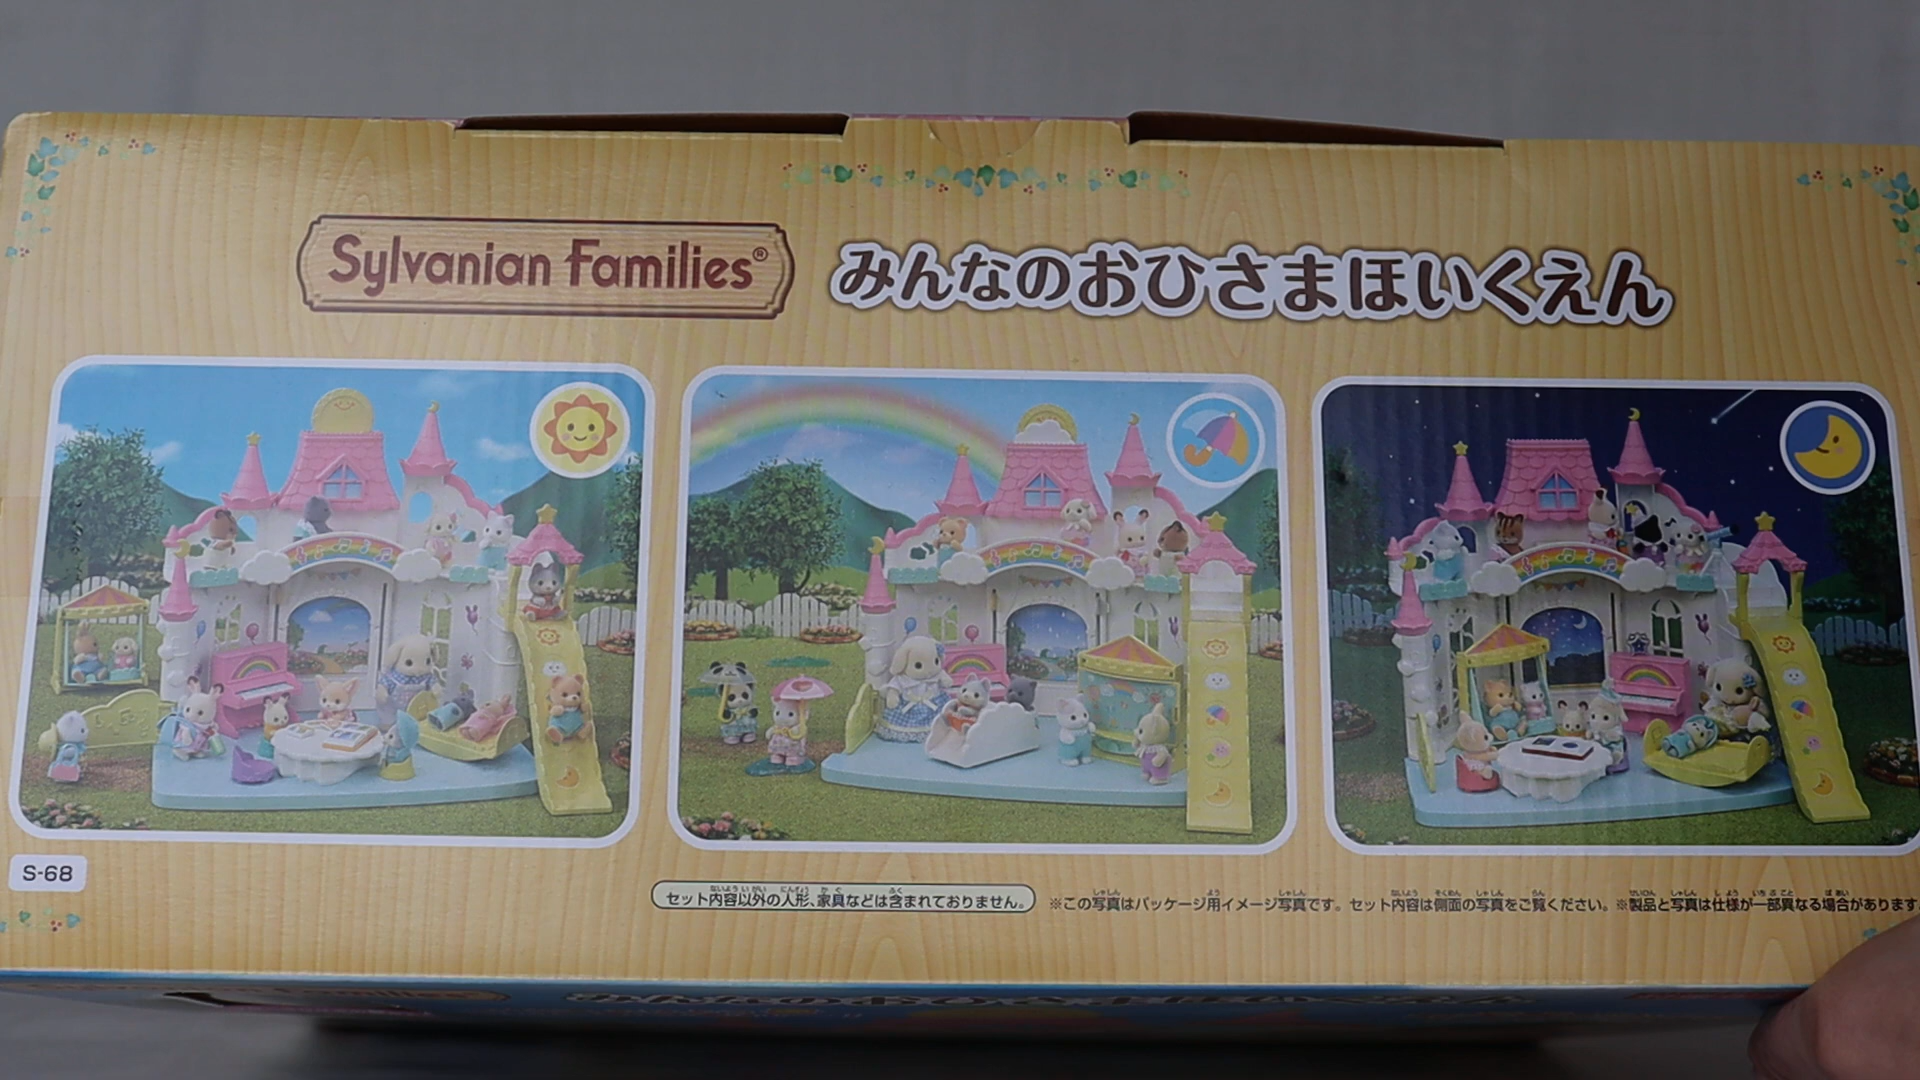 Sylvanian Families®
みんなのおひさまほいくえん
S-68
セット内容以外の人形、家具などは含まれておりません。
※この写真はパッケージ用イメージ写真です。セット内容は側面の写真をご覧ください。※製品と写真は仕様が一部異なる場合があります